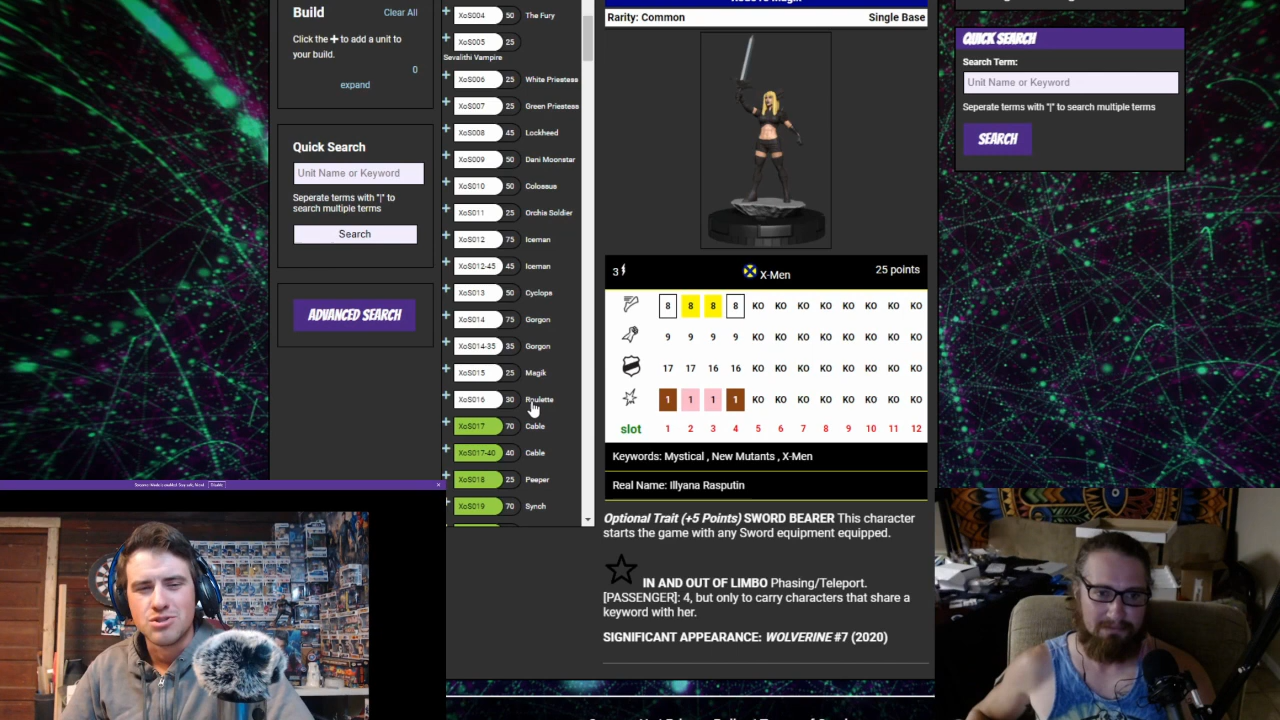 Build
Clear All
Click the ✚ to add a unit to
your build.
0
expand
Quick Search
Unit Name or Keyword
Seperate terms with "|" to
search multiple terms
Search
ADVANCED SEARCH
XoS004 50 The Fury
XoS005 25
Sevalithi Vampire
XoS006 25 White Priestess
XoS007 25 Green Priestess
XoS008 45 Lockheed
XoS009 50 Dani Moonstar
XoS010 50 Colossus
XoS011 25 Orchis Soldier
XoS012 75 Iceman
XoS012-45 45 Iceman
XoS013 50 Cyclops
XoS014 75 Gorgon
XoS014-35 35 Gorgon
XoS015 25 Magik
XoS016 30 Roulette
XoS017 70 Cable
XoS017-40 40 Cable
XoS018 25 Peeper
XoS019 70 Synch
Rarity: Common
Single Base
3
X-Men
25 points
8 8 8 8 KO KO KO KO KO KO KO KO
9 9 9 9 KO KO KO KO KO KO KO KO
17 17 16 16 KO KO KO KO KO KO KO KO
1 1 1 1 KO KO KO KO KO KO KO KO
slot 1 2 3 4 5 6 7 8 9 10 11 12
Keywords: Mystical , New Mutants , X-Men
Real Name: Illyana Rasputin
Optional Trait (+5 Points) SWORD BEARER This character
starts the game with any Sword equipment equipped.
IN AND OUT OF LIMBO Phasing/Teleport.
[PASSENGER]: 4, but only to carry characters that share a
keyword with her.
SIGNIFICANT APPEARANCE: WOLVERINE #7 (2020)
QUICK SEARCH
Search Term:
Unit Name or Keyword
Seperate terms with "|" to search multiple terms
SEARCH